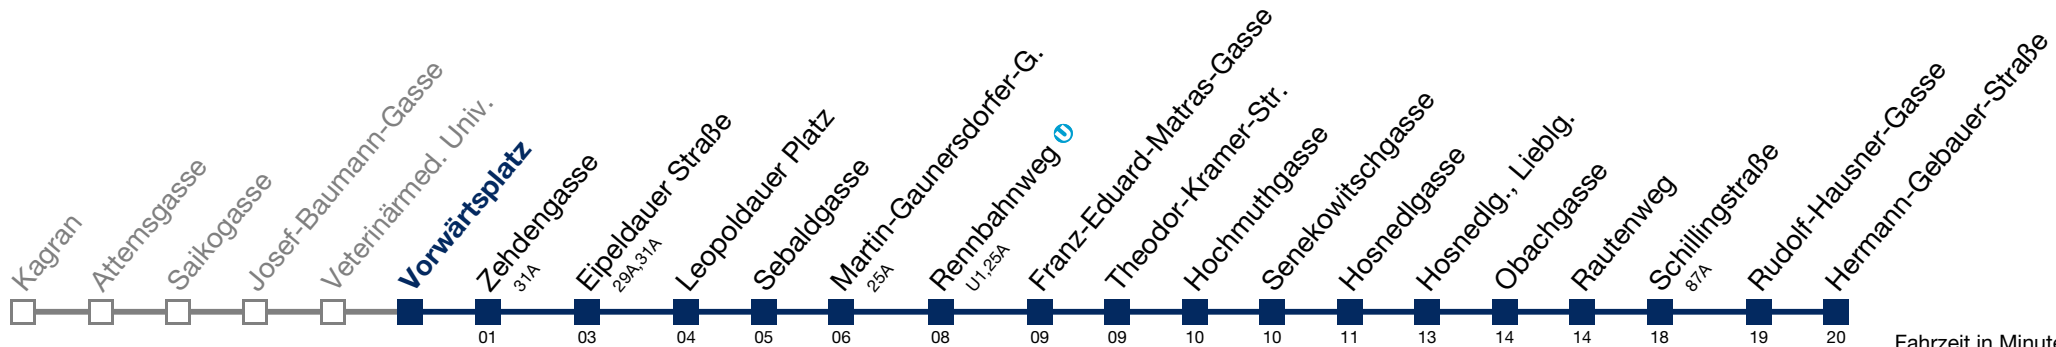 Kagran
Attemsgasse
Saikogasse
Josef-Baumann-Gasse
Veterinärmed. Univ.
Vorwärtsplatz
Zehdengasse
31A
Eipeldauer Straße
29A,31A
Leopoldauer Platz
Sebaldgasse
Martin-Gaunersdorfer-G.
25A
Rennbahnweg U
U1,25A
Franz-Eduard-Matras-Gasse
Theodor-Kramer-Str.
Hochmuthgasse
Senekowitschgasse
Hosnedlgasse
Hosnedlg., Lieblg.
Obachgasse
Rautenweg
Schillingstraße
87A
Rudolf-Hausner-Gasse
Hermann-Gebauer-Straße
01 03 04 05 06 08 09 09 10 10 11 13 14 14 18 19 20
Fahrzeit in Minute